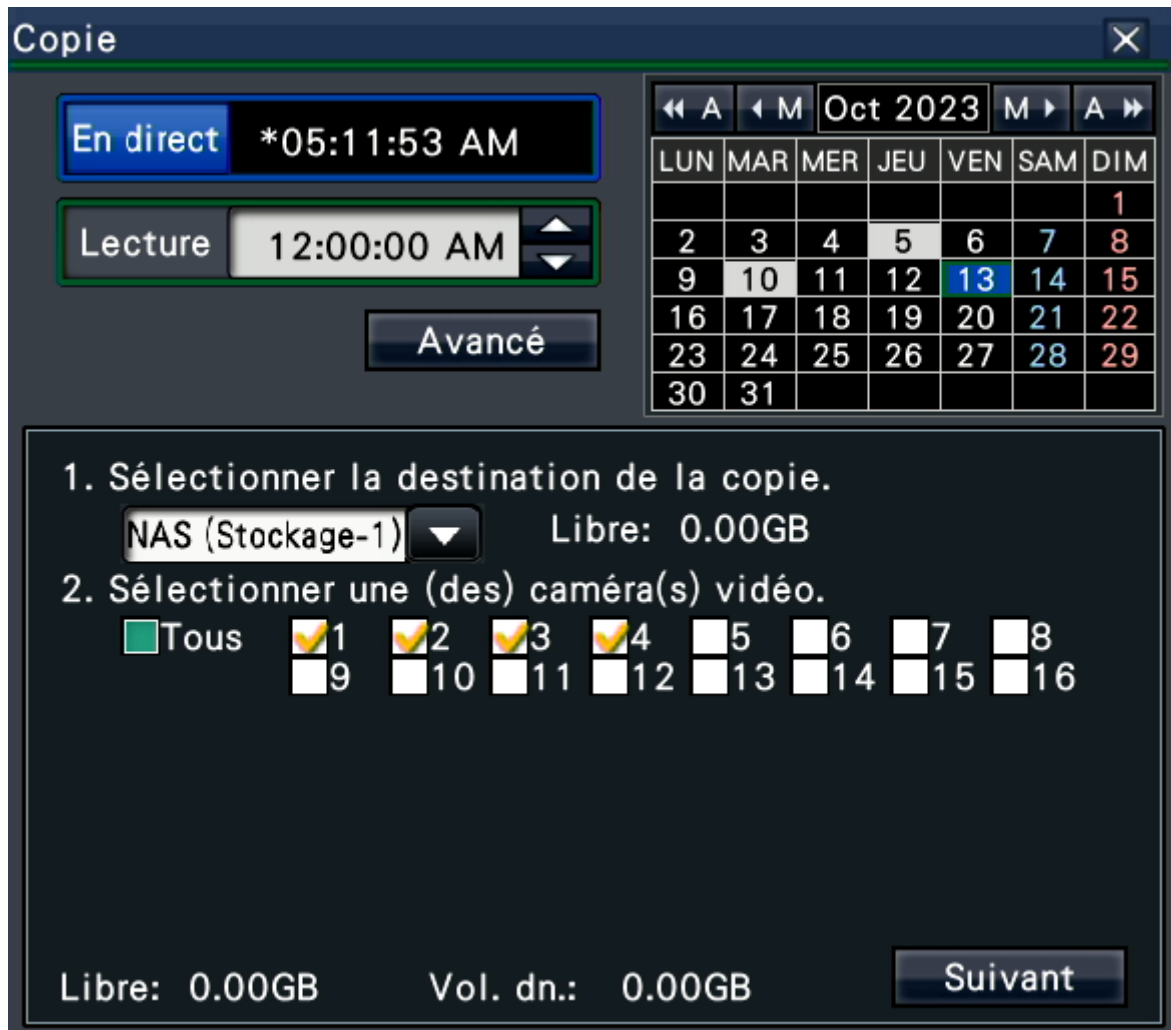 Copie
En direct *05:11:53 AM
Lecture 12:00:00 AM
Avancé
A M Oct 2023 M A
LUN MAR MER JEU VEN SAM DIM
1
2 3 4 5 6 7 8
9 10 11 12 13 14 15
16 17 18 19 20 21 22
23 24 25 26 27 28 29
30 31
1. Sélectionner la destination de la copie.
NAS (Stockage-1) Libre: 0.00GB
2. Sélectionner une (des) caméra(s) vidéo.
Tous 1 2 3 4 5 6 7 8
9 10 11 12 13 14 15 16
Libre: 0.00GB Vol. dn.: 0.00GB Suivant